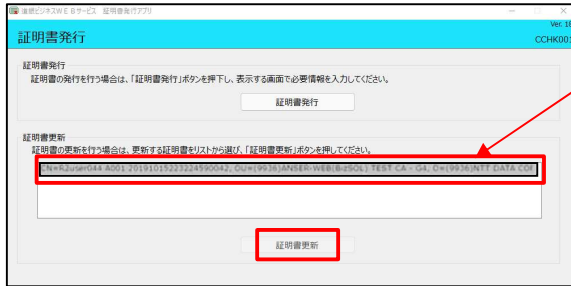 道銀ビジネスWEBサービス 証明書発行アプリ
Ver. 1
証明書発行
CCHK001
証明書発行
証明書の発行を行う場合は、「証明書発行」ボタンを押下し、表示する画面で必要情報を入力してください。
証明書発行
証明書更新
証明書の更新を行う場合は、更新する証明書をリストから選び、「証明書更新」ボタンを押してください。
CN=R2user044 A001 20191015223224590042, OU=[9936]ANSER-WEB(BizSOL) TEST CA - G4, O=[9936]NTT DATA COR
証明書更新